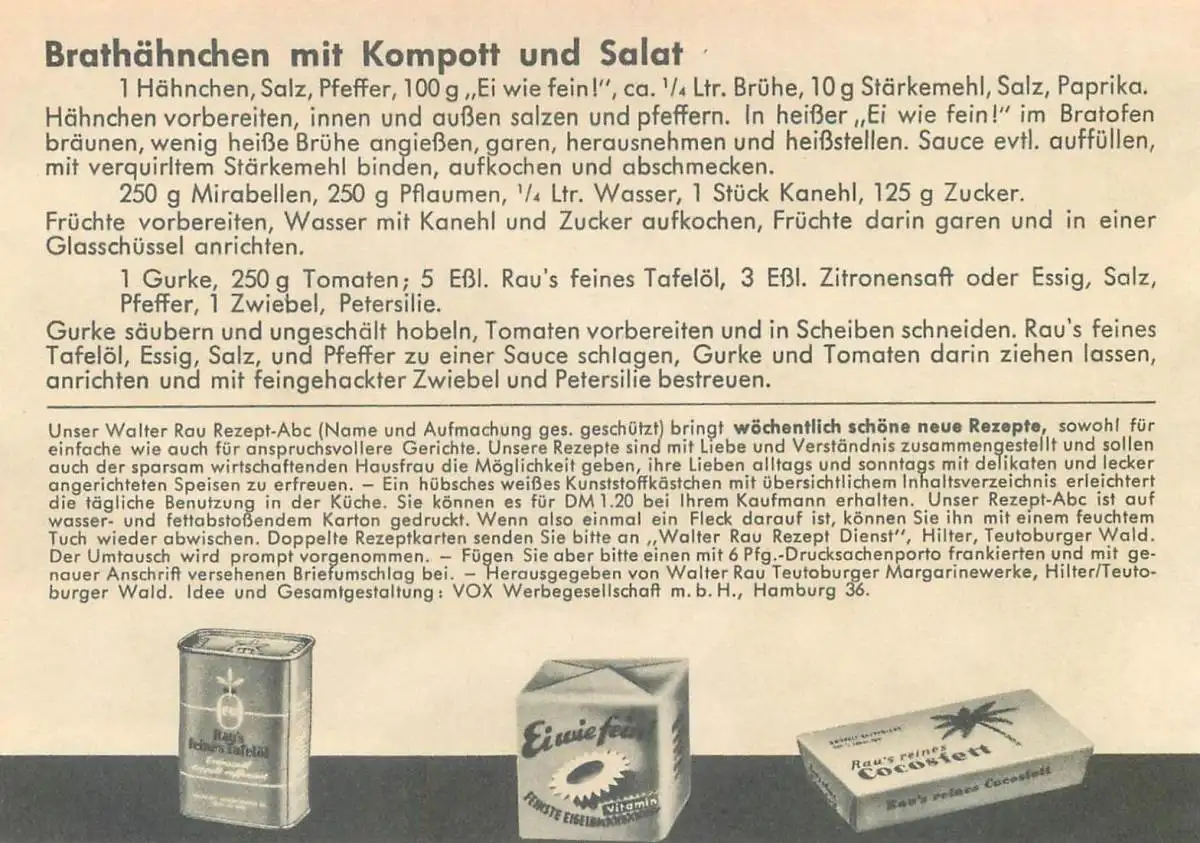 Brathähnchen mit Kompott und Salat
1 Hähnchen, Salz, Pfeffer, 100 g „Ei wie fein!", ca. ¹/₄ Ltr. Brühe, 10 g Stärkemehl, Salz, Paprika.
Hähnchen vorbereiten, innen und außen salzen und pfeffern. In heißer „Ei wie fein!" im Bratofen
bräunen, wenig heiße Brühe angießen, garen, herausnehmen und heißstellen. Sauce evtl. auffüllen,
mit verquirltem Stärkemehl binden, aufkochen und abschmecken.
250 g Mirabellen, 250 g Pflaumen, ¹/₄ Ltr. Wasser, 1 Stück Kanehl, 125 g Zucker.
Früchte vorbereiten, Wasser mit Kanehl und Zucker aufkochen, Früchte darin garen und in einer
Glasschüssel anrichten.
1 Gurke, 250 g Tomaten; 5 Eßl. Rau's feines Tafelöl, 3 Eßl. Zitronensaft oder Essig, Salz,
Pfeffer, 1 Zwiebel, Petersilie.
Gurke säubern und ungeschält hobeln, Tomaten vorbereiten und in Scheiben schneiden. Rau's feines
Tafelöl, Essig, Salz, und Pfeffer zu einer Sauce schlagen, Gurke und Tomaten darin ziehen lassen,
anrichten und mit feingehackter Zwiebel und Petersilie bestreuen.
Unser Walter Rau Rezept-Abc (Name und Aufmachung ges. geschützt) bringt wöchentlich schöne neue Rezepte, sowohl für
einfache wie auch für anspruchsvollere Gerichte. Unsere Rezepte sind mit Liebe und Verständnis zusammengestellt und sollen
auch der sparsam wirtschaftenden Hausfrau die Möglichkeit geben, ihre Lieben alltags und sonntags mit delikaten und lecker
angerichteten Speisen zu erfreuen. – Ein hübsches weißes Kunststoffkästchen mit übersichtlichem Inhaltsverzeichnis erleichtert
die tägliche Benutzung in der Küche. Sie können es für DM 1.20 bei Ihrem Kaufmann erhalten. Unser Rezept-Abc ist auf
wasser- und fettabstoßendem Karton gedruckt. Wenn also einmal ein Fleck darauf ist, können Sie ihn mit einem feuchtem
Tuch wieder abwischen. Doppelte Rezeptkarten senden Sie bitte an „Walter Rau Rezept Dienst", Hilter, Teutoburger Wald.
Der Umtausch wird prompt vorgenommen. – Fügen Sie aber bitte einen mit 6 Pfg.-Drucksachenporto frankierten und mit ge-
nauer Anschrift versehenen Briefumschlag bei. – Herausgegeben von Walter Rau Teutoburger Margarinewerke, Hilter/Teuto-
burger Wald. Idee und Gesamtgestaltung: VOX Werbegesellschaft m. b. H., Hamburg 36.
Rau's
feines Tafelöl
Ei wie fein!
Vitamin
FEINSTE
Rau's reines
Cocosfett
Rau's reines Cocosfett